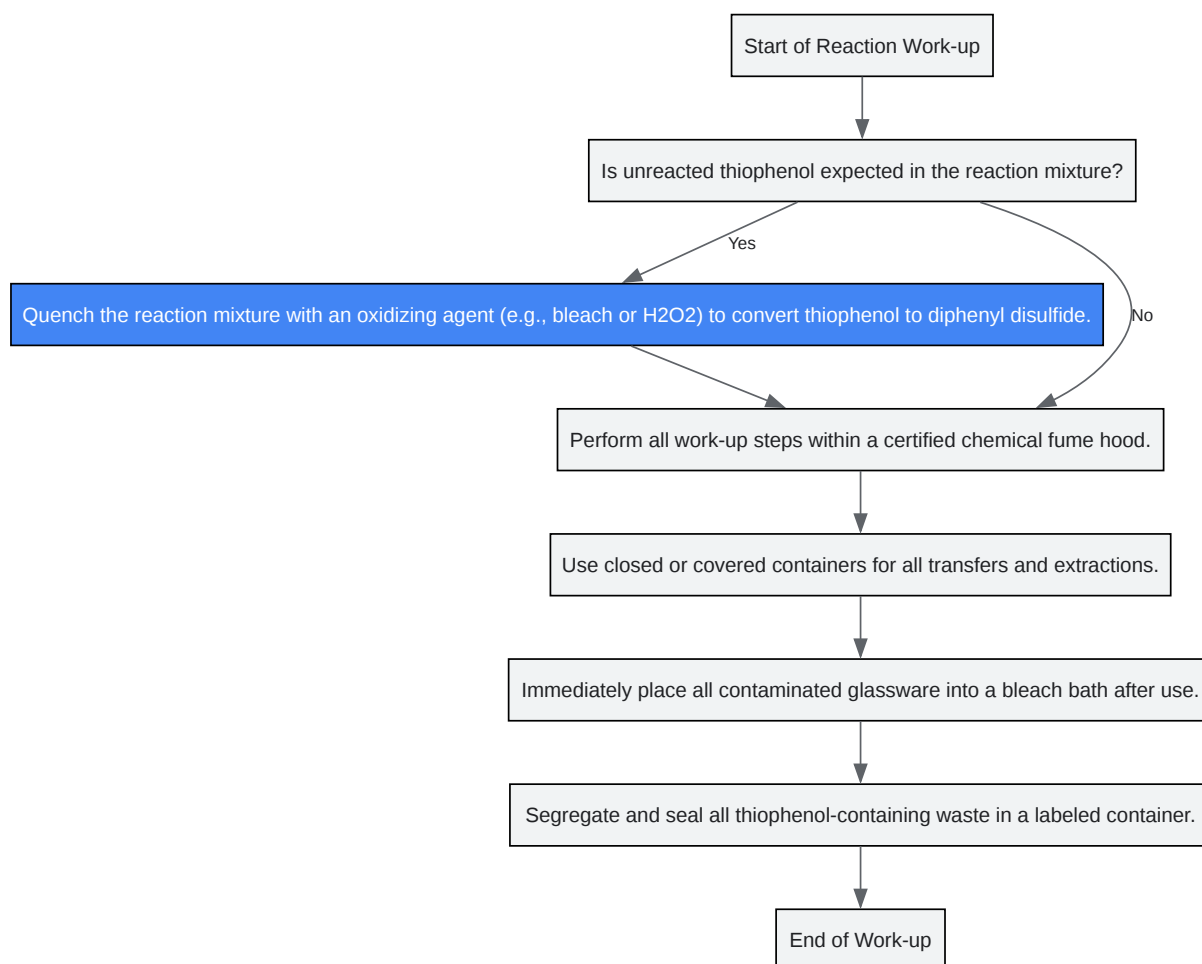 Start of Reaction Work-up
Is unreacted thiophenol expected in the reaction mixture?
Yes
Quench the reaction mixture with an oxidizing agent (e.g., bleach or H2O2) to convert thiophenol to diphenyl disulfide.
No
Perform all work-up steps within a certified chemical fume hood.
Use closed or covered containers for all transfers and extractions.
Immediately place all contaminated glassware into a bleach bath after use.
Segregate and seal all thiophenol-containing waste in a labeled container.
End of Work-up